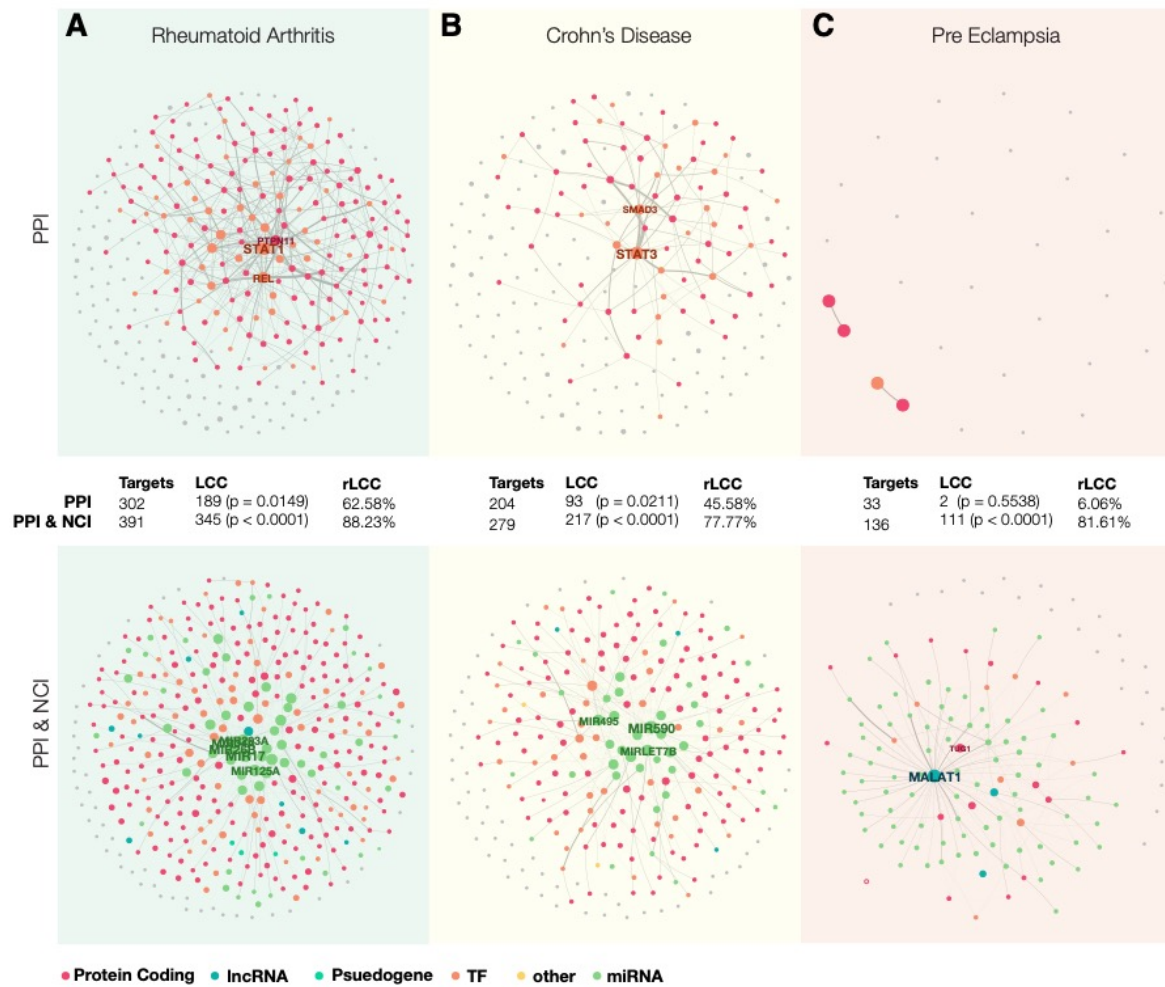 A Rheumatoid Arthritis
B Crohn's Disease
C Pre Eclampsia
PPI
PTPN11
STAT1
REL
SMAD3
STAT3
Targets LCC rLCC
PPI 302 189 (p = 0.0149) 62.58%
PPI & NCI 391 345 (p < 0.0001) 88.23%
Targets LCC rLCC
204 93 (p = 0.0211) 45.58%
279 217 (p < 0.0001) 77.77%
Targets LCC rLCC
33 2 (p = 0.5538) 6.06%
136 111 (p < 0.0001) 81.61%
PPI & NCI
MIR17
MIR125A
MIR495
MIR590
MIRLET7B
TUG1
MALAT1
Protein Coding lncRNA Psuedogene TF other miRNA